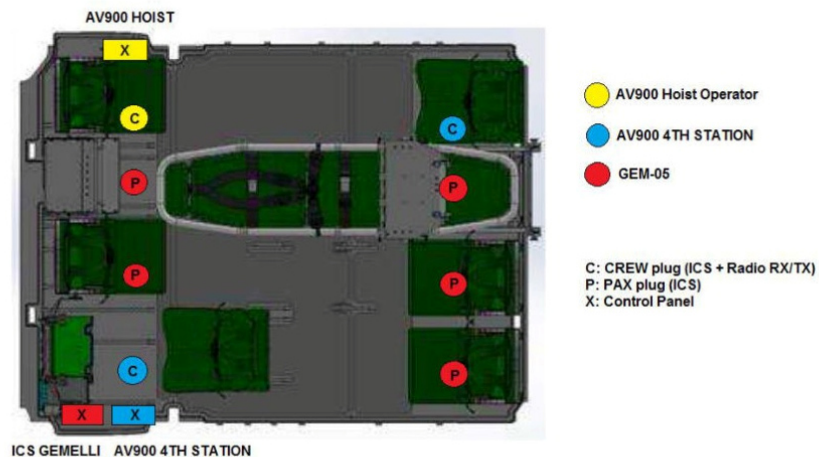 AV900 HOIST
X
C
C
P
P
P
P
C
P
X
X
ICS GEMELLI AV900 4TH STATION
AV900 Hoist Operator
AV900 4TH STATION
GEM-05
C: CREW plug (ICS + Radio RX/TX)
P: PAX plug (ICS)
X: Control Panel